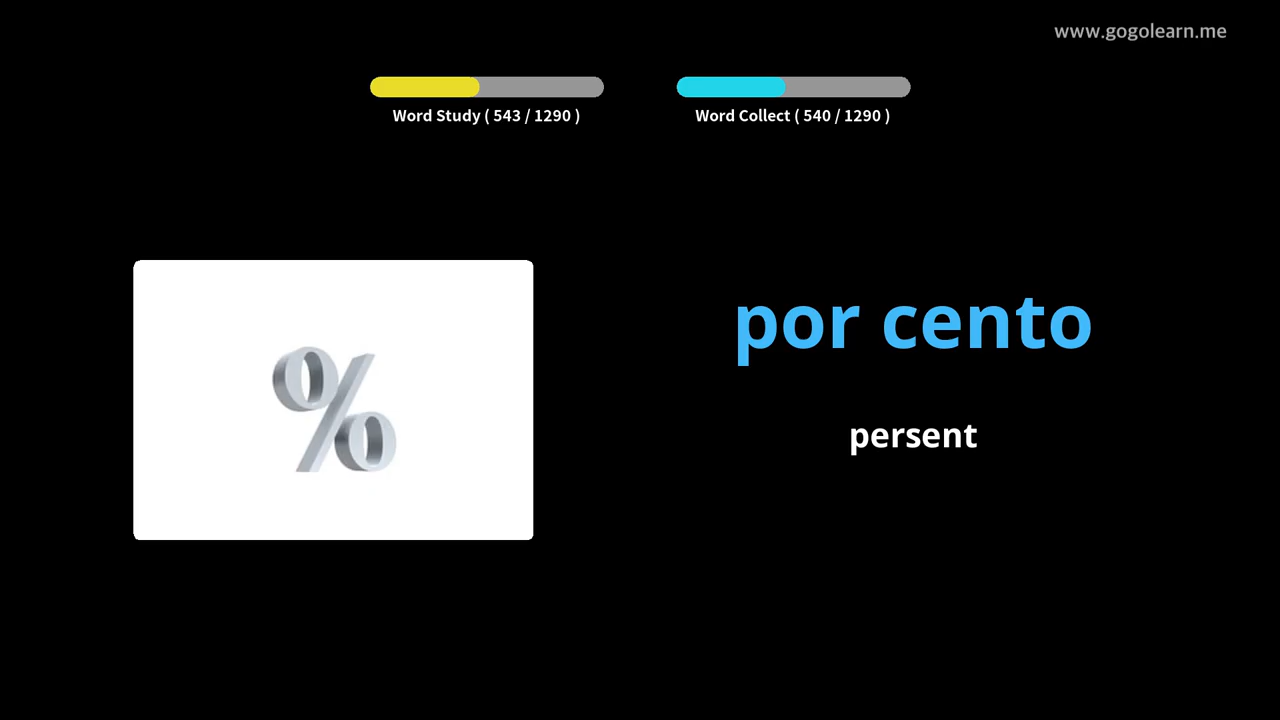 www.gogolearn.me
Word Study ( 543 / 1290 )
Word Collect ( 540 / 1290 )
%
por cento
persent